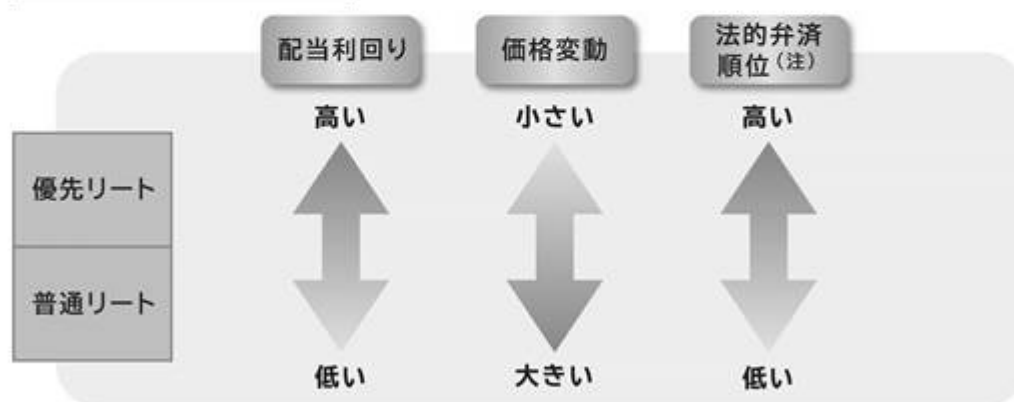 配当利回り
価格変動
法的弁済
順位(注)
高い
小さい
高い
優先リート
普通リート
低い
大きい
低い